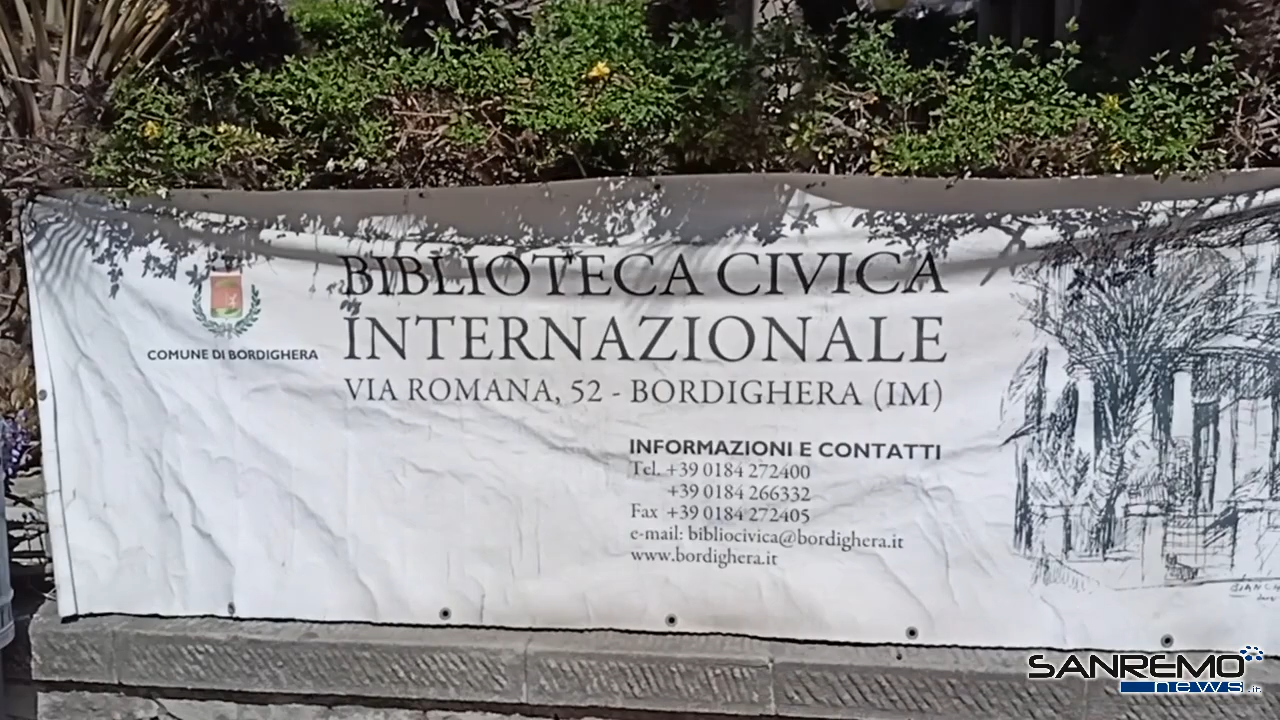 BIBLIOTECA CIVICA
INTERNAZIONALE
VIA ROMANA, 52 - BORDIGHERA (IM)
COMUNE DI BORDIGHERA
INFORMAZIONI E CONTATTI
Tel. +39 0184 272400
+39 0184 266332
Fax +39 0184 272405
e-mail: bibliocivica@bordighera.it
www.bordighera.it
SANREMO
news.it